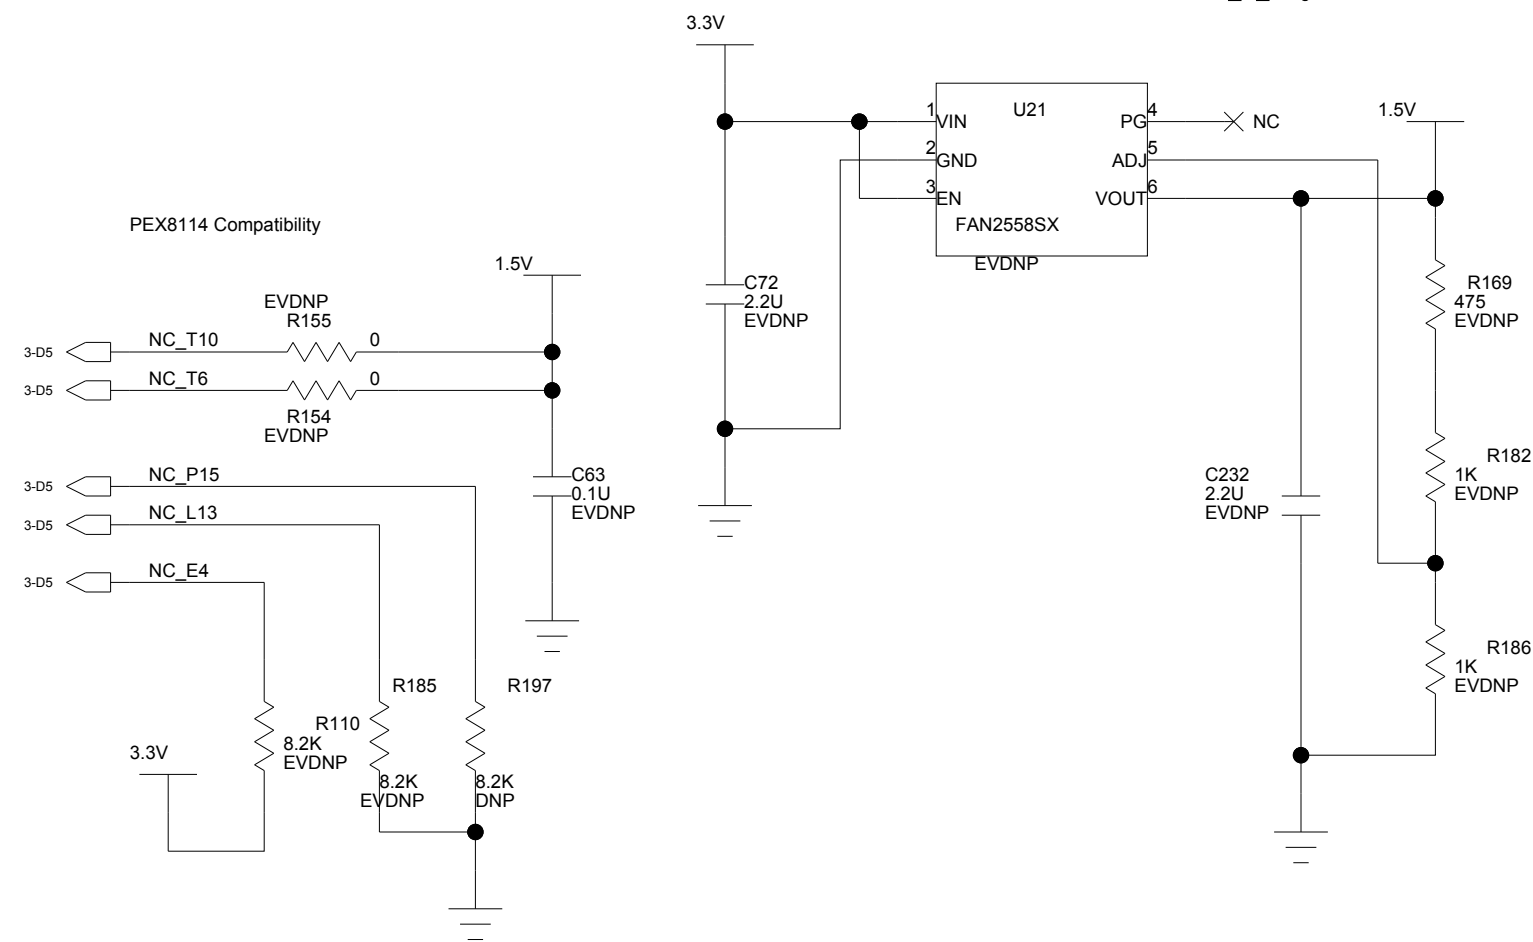 3.3V
1
VIN
U21
PG
4
NC
1.5V
2
GND
ADJ
5
3
EN
VOUT
6
FAN2558SX
EVDNP
C72
2.2U
EVDNP
R169
475
EVDNP
R182
1K
EVDNP
C232
2.2U
EVDNP
R186
1K
EVDNP
PEX8114 Compatibility
1.5V
EVDNP
R155
3-D5
NC_T10
0
3-D5
NC_T6
0
R154
EVDNP
3-D5
NC_P15
C63
0.1U
EVDNP
3-D5
NC_L13
3-D5
NC_E4
R185
R197
R110
8.2K
EVDNP
3.3V
8.2K
EVDNP
8.2K
DNP